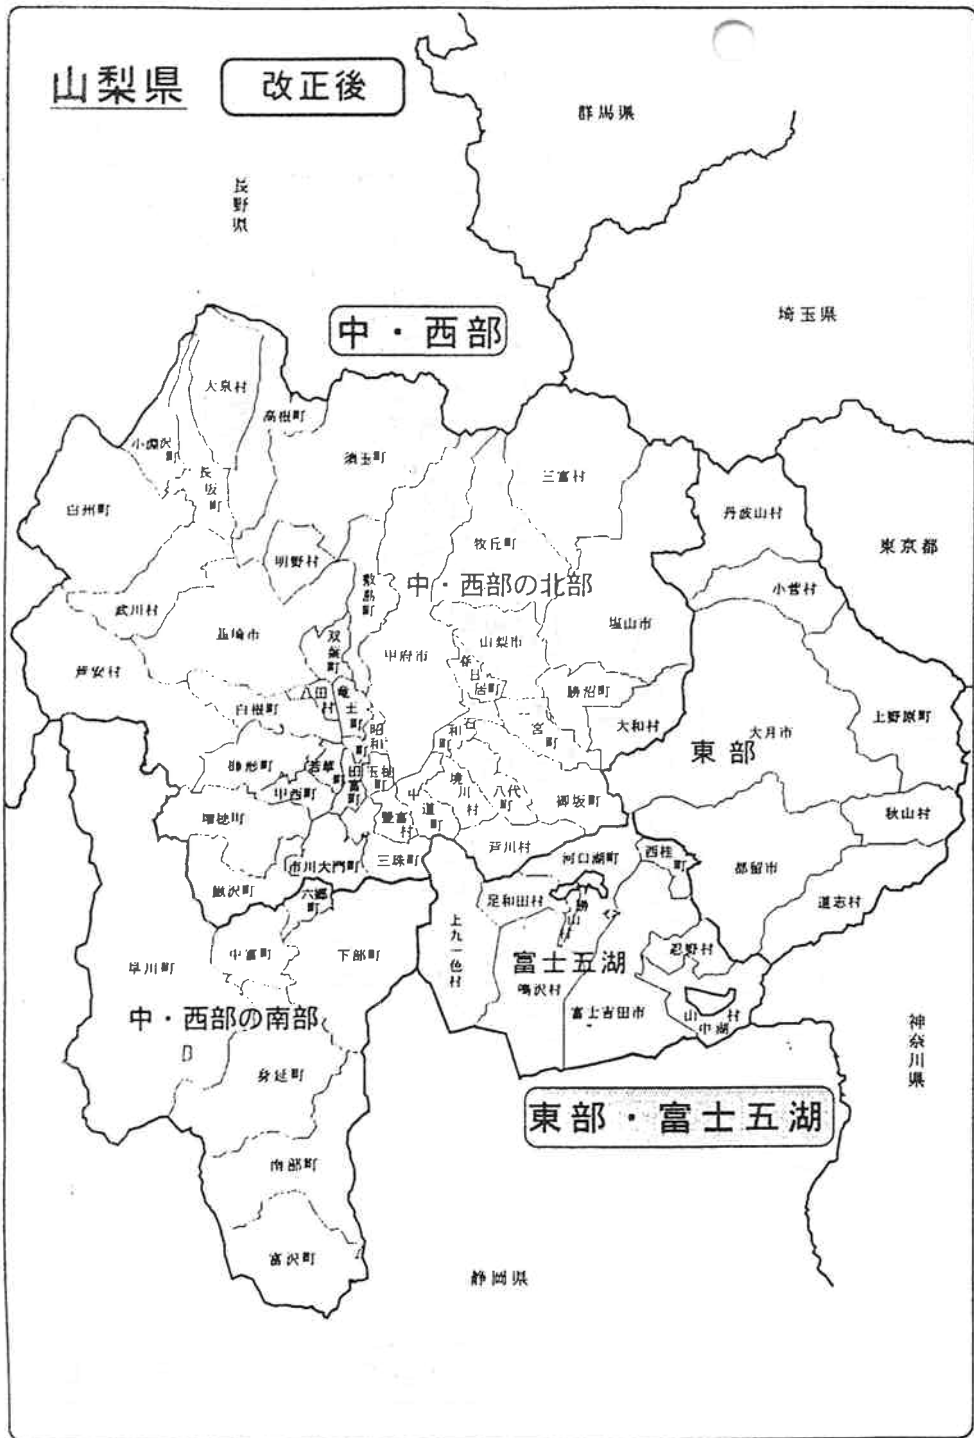 山梨県
改正後
群馬県
長野県
埼玉県
中・西部
大泉村
高根町
小淵沢町
須玉町
長坂町
三富村
白州町
丹波山村
牧丘町
東京都
明野村
敷島町
中・西部の北部
小菅村
武川村
韮崎市
塩山市
双葉町
甲府市
山梨市
芦安村
春日居町
勝沼町
八田村
竜王町
白根町
大和村
上野原町
大月市
昭和町
石和町
一宮町
東部
櫛形町
若草町
田富町
玉穂町
甲西町
境川村
八代町
御坂町
中道町
豊富村
増穂町
秋山村
芦川村
市川大門町
三珠町
河口湖町
西桂町
都留市
鰍沢町
六郷町
足和田村
勝山村
道志村
上九一色村
早川町
中富町
下部町
忍野村
富士五湖
鳴沢村
富士吉田市
山中湖村
中・西部の南部
神奈川県
身延町
東部・富士五湖
南部町
富沢町
静岡県